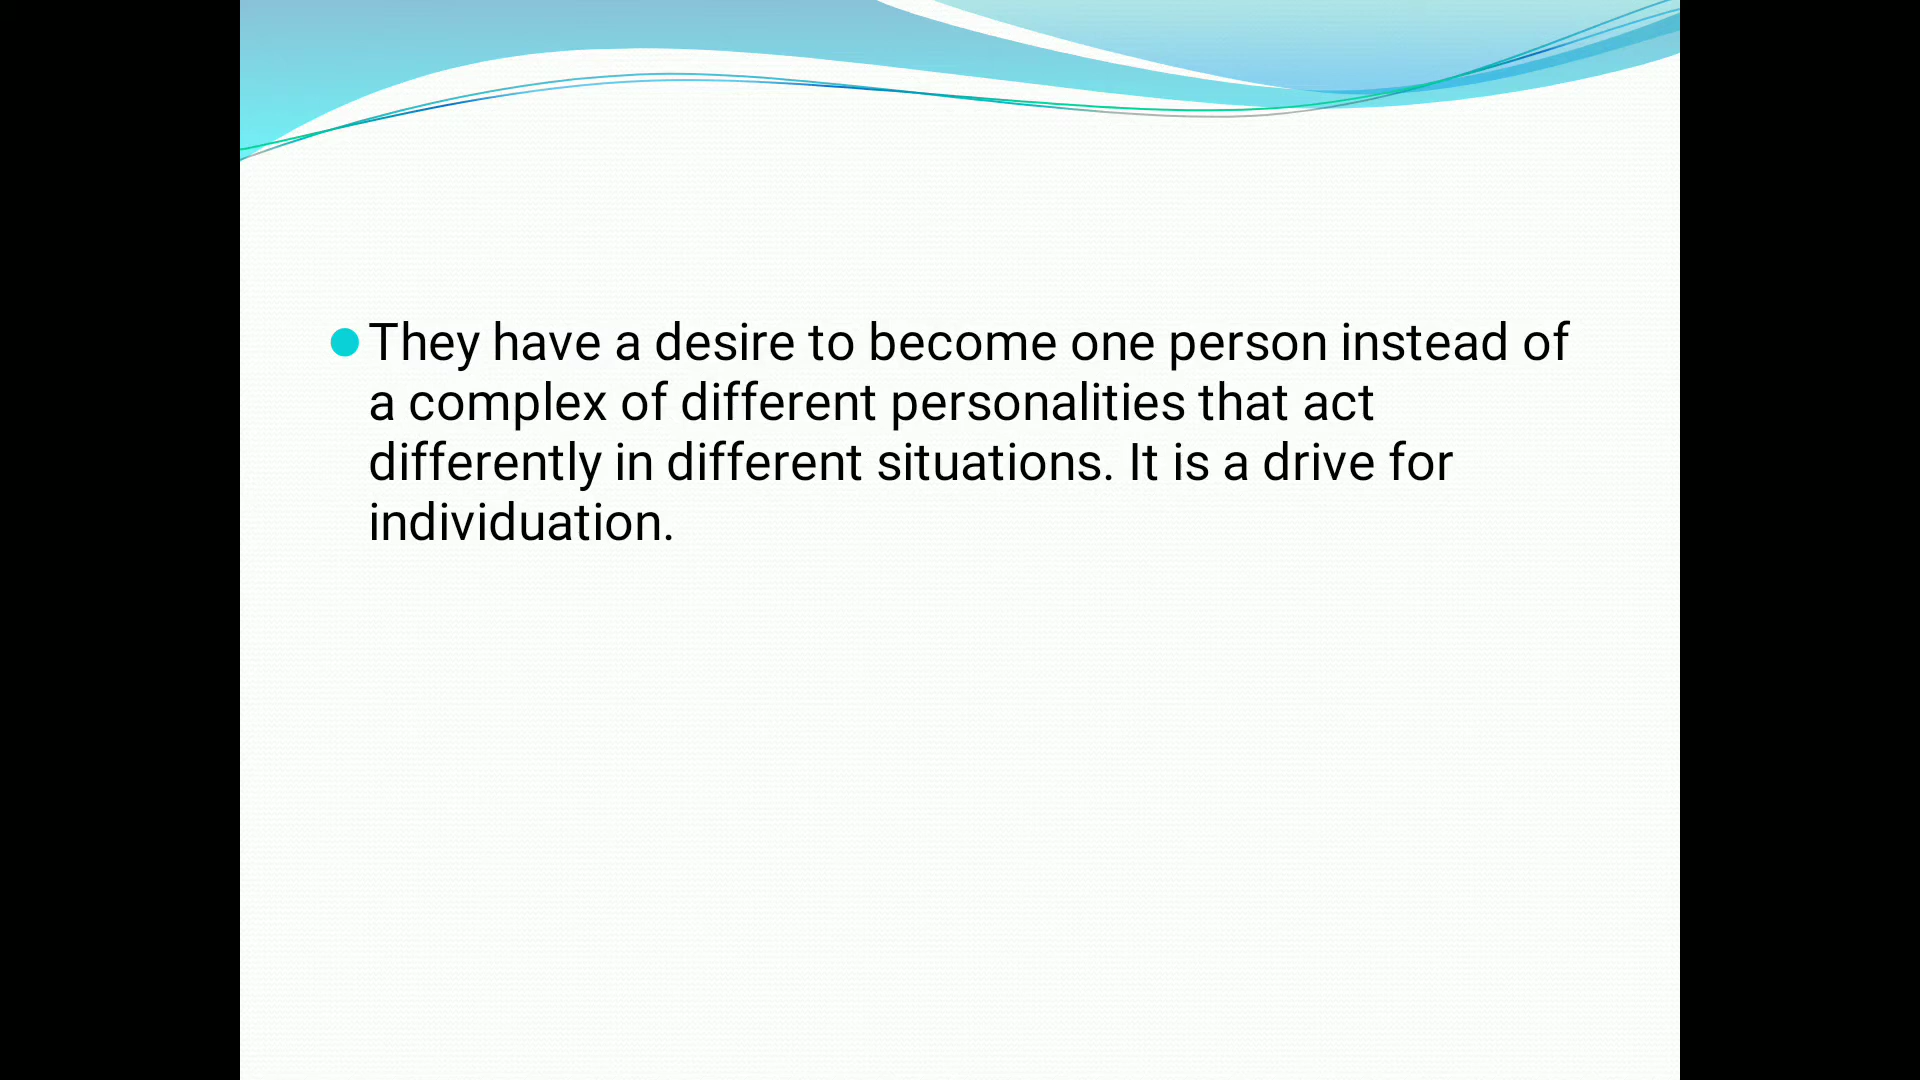 They have a desire to become one person instead of
a complex of different personalities that act
differently in different situations. It is a drive for
individuation.